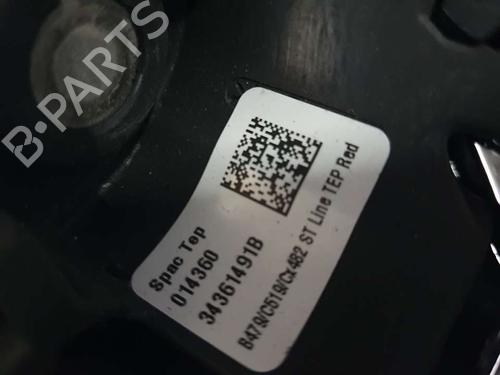 B-PARTS
Spac Tep
014360
34361491B
B479/C519/Cx482 ST Line TEP Red